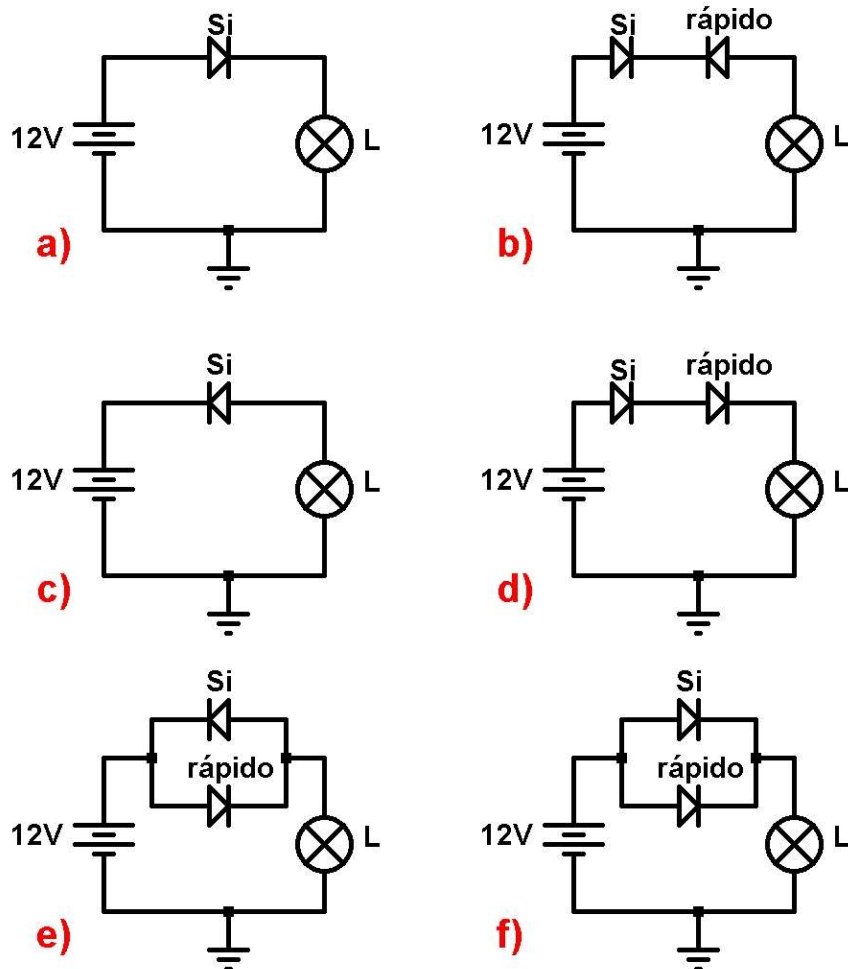 Si
12V
L
a)
Si rápido
12V
L
b)
Si
12V
L
c)
Si rápido
12V
L
d)
Si
rápido
12V
L
e)
Si
rápido
12V
L
f)